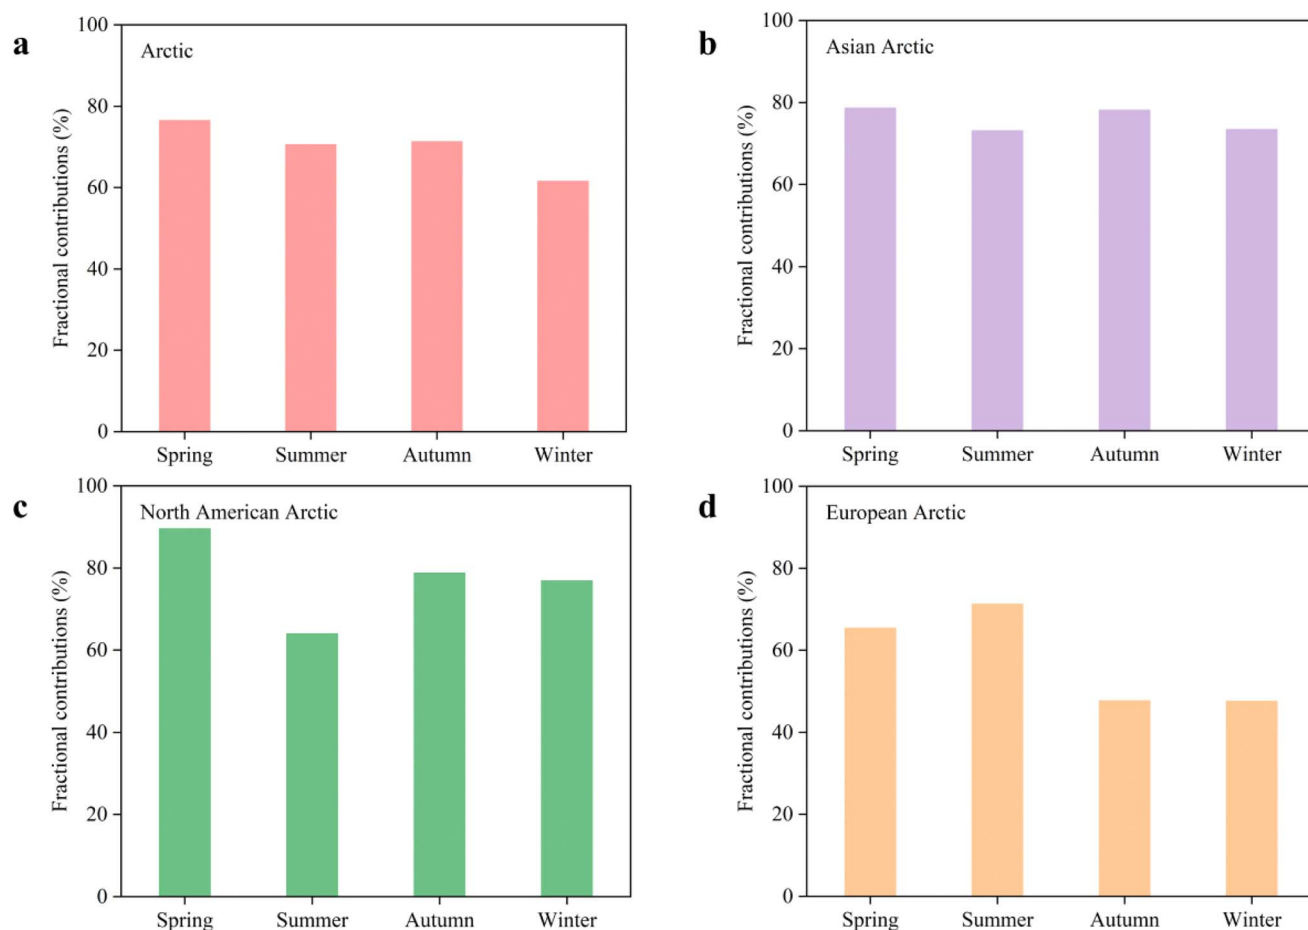 a
Arctic
Fractional contributions (%)
100
80
60
40
20
0
Spring Summer Autumn Winter
b
Asian Arctic
Fractional contributions (%)
100
80
60
40
20
0
Spring Summer Autumn Winter
c
North American Arctic
Fractional contributions (%)
100
80
60
40
20
0
Spring Summer Autumn Winter
d
European Arctic
Fractional contributions (%)
100
80
60
40
20
0
Spring Summer Autumn Winter